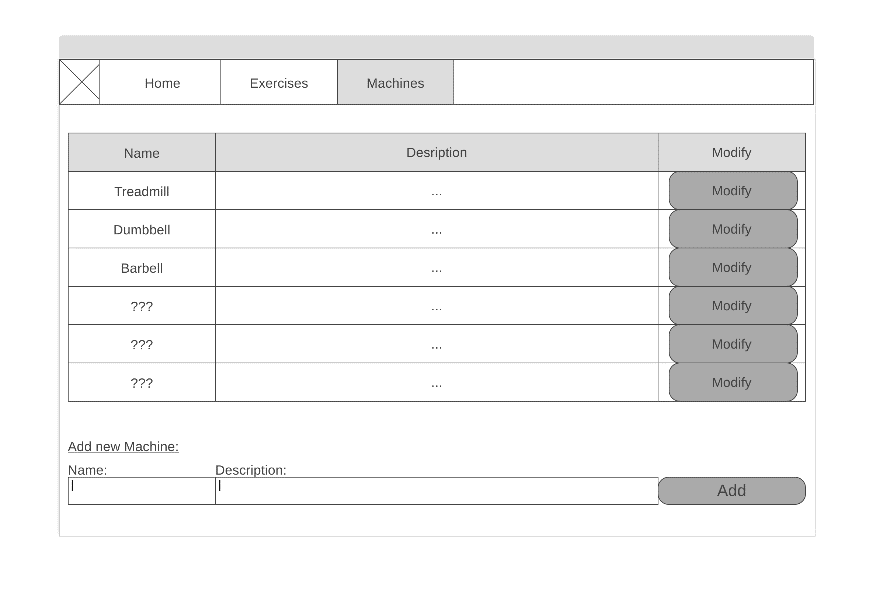 Home Exercises Machines
Name Desription Modify
Treadmill ... Modify
Dumbbell ... Modify
Barbell ... Modify
??? ... Modify
??? ... Modify
??? ... Modify
Add new Machine:
Name: Description:
Add